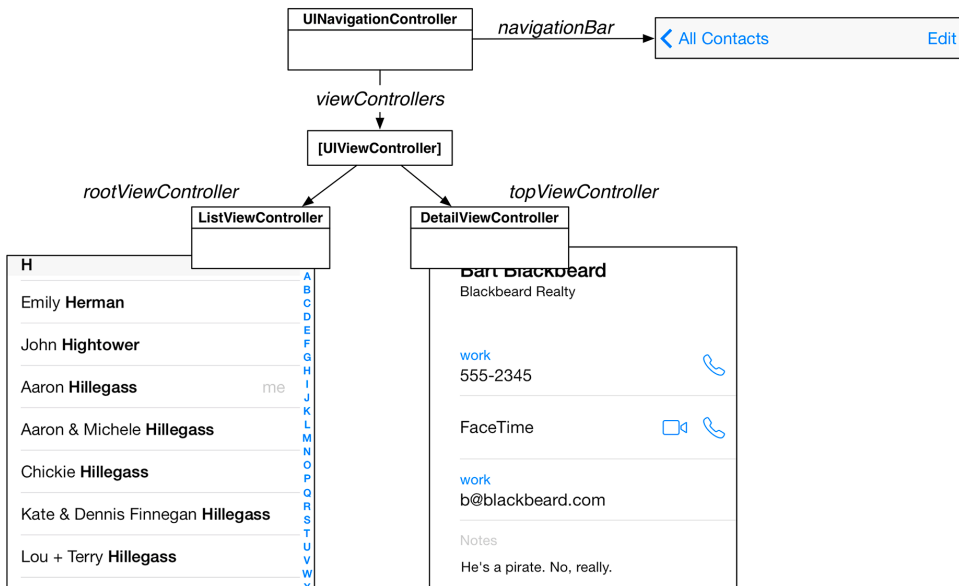 UINavigationController
navigationBar
All Contacts
Edit
viewControllers
[UIViewController]
rootViewController
topViewController
ListViewController
DetailViewController
H
Emily Herman
John Hightower
Aaron Hillegass
me
Aaron & Michele Hillegass
Chickie Hillegass
Kate & Dennis Finnegan Hillegass
Lou + Terry Hillegass
A
B
C
D
E
F
G
H
I
J
K
L
M
N
O
P
Q
R
S
T
U
V
W
X
Bart Blackbeard
Blackbeard Realty
work
555-2345
FaceTime
work
b@blackbeard.com
Notes
He's a pirate. No, really.